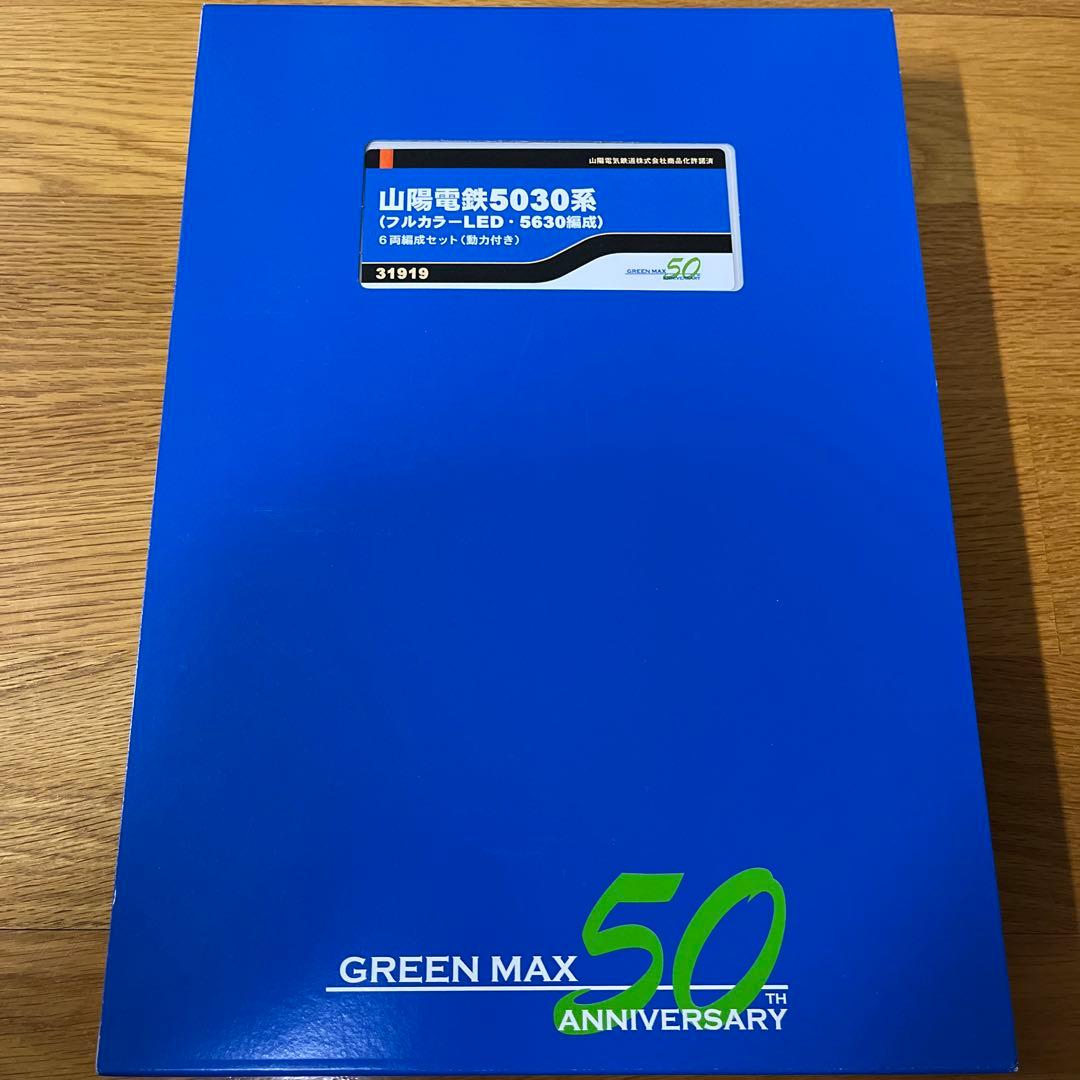 山陽電気鉄道株式会社商品化許諾済
山陽電鉄5030系
(フルカラーLED・5630編成)
6両編成セット(動力付き)
31919
GREEN MAX 50
ANNIVERSARY
GREEN MAX 50TH
ANNIVERSARY